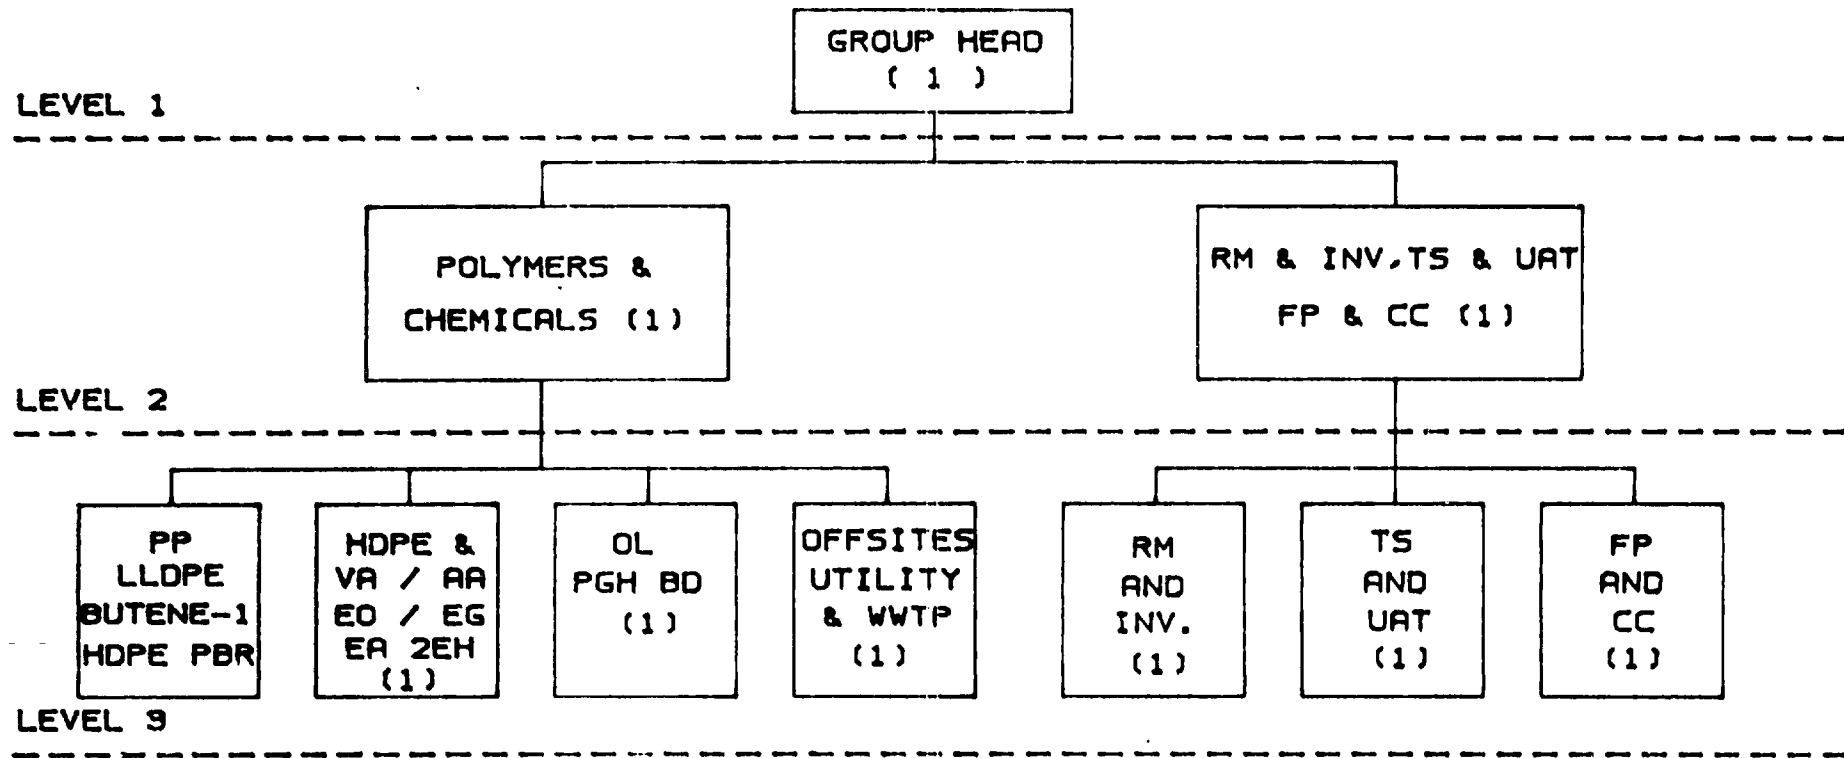 GROUP HEAD
( 1 )
LEVEL 1
POLYMERS &
CHEMICALS (1)
RM & INV.TS & UAT
FP & CC (1)
LEVEL 2
PP
LLDPE
BUTENE-1
HDPE PBR
HDPE &
VA / AA
EO / EG
EA 2EH
(1)
OL
PGH BD
(1)
OFFSITES
UTILITY
& WWTP
(1)
RM
AND
INV.
(1)
TS
AND
UAT
(1)
FP
AND
CC
(1)
LEVEL 3